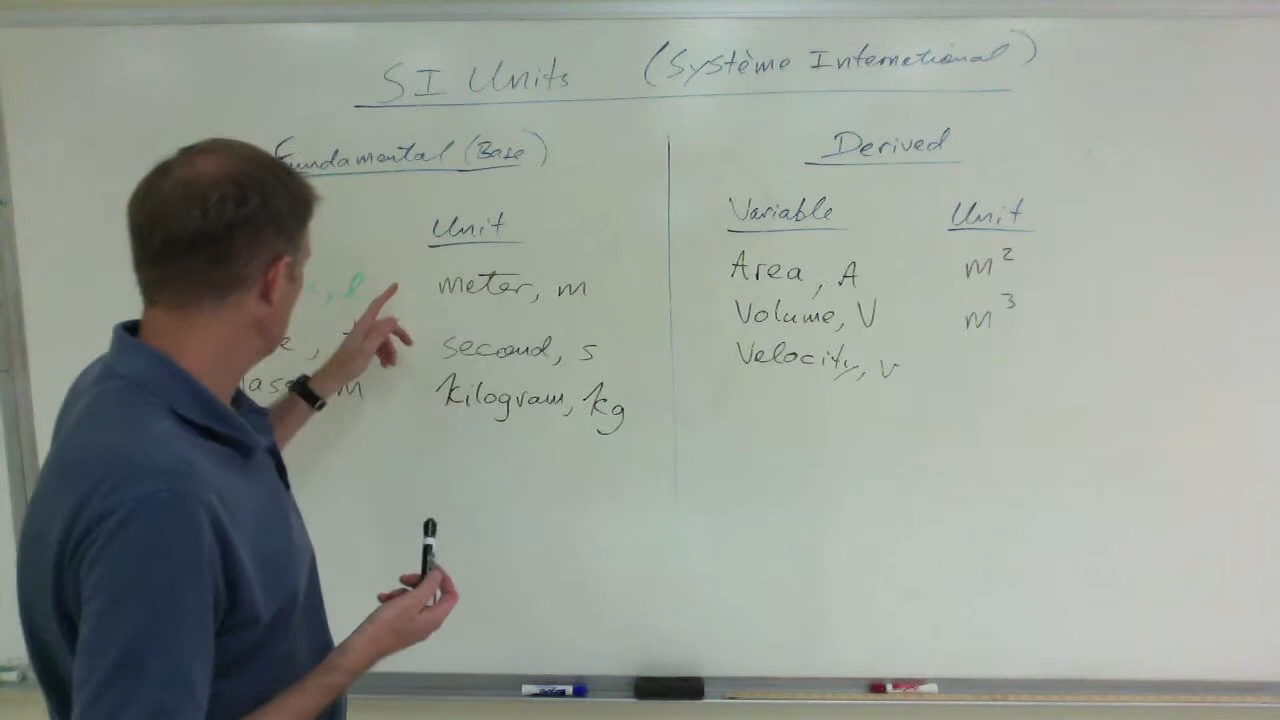 SI Units (Système International)
Fundamental (Base)
Unit
, l meter, m
e, second, s
ass m kilogram, kg
Derived
Variable Unit
Area, A m²
Volume, V m³
Velocity, v